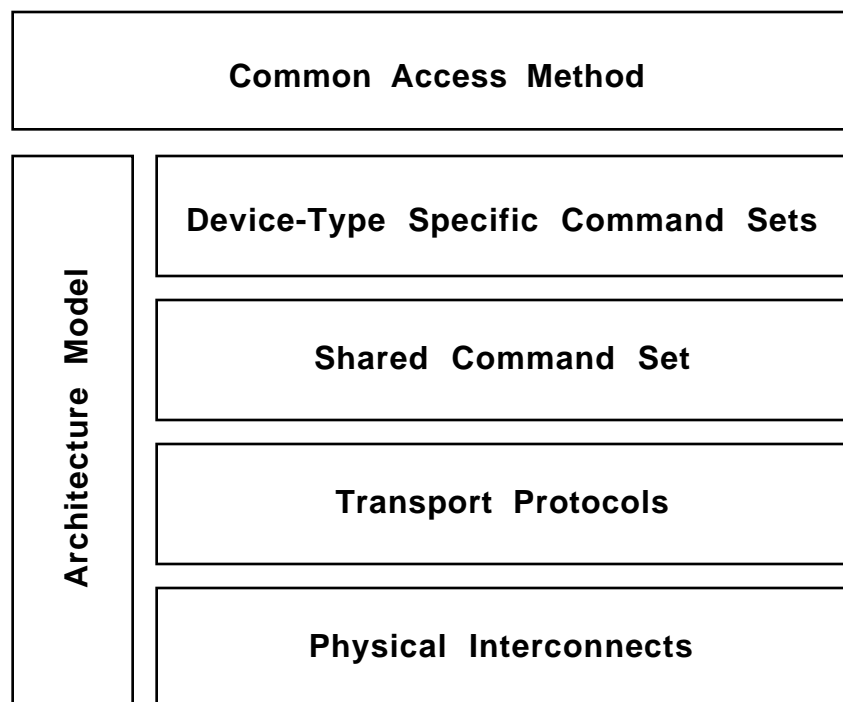 Common Access Method
Architecture Model
Device-Type Specific Command Sets
Shared Command Set
Transport Protocols
Physical Interconnects